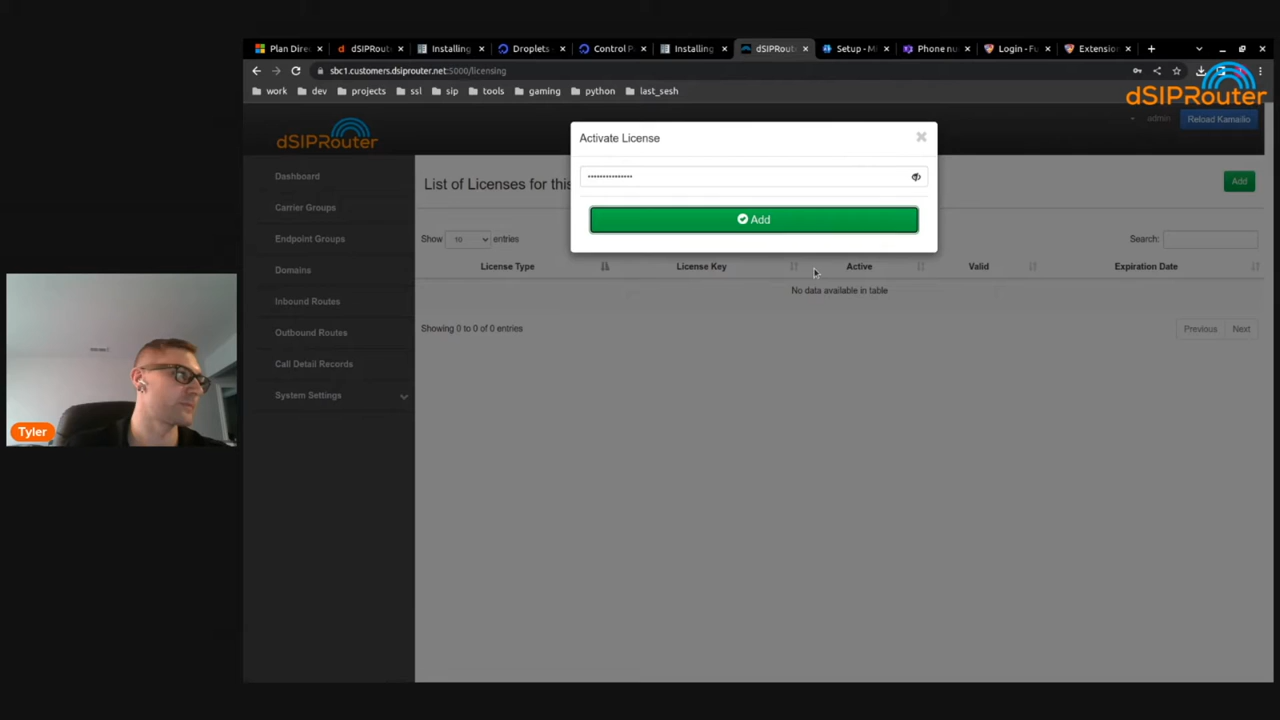 Plan Dire
dSIPRout
Installing
Droplets
Control P
Installing
dSIPRout
Setup - M
Phone nu
Login - Fu
Extension
sbc1.customers.dsiprouter.net:5000/licensing
work
dev
projects
ssl
sip
tools
gaming
python
last_sesh
dSIPRouter
dSIPRouter
admin
Reload Kamailio
Activate License
•••••••••••••••
Add
Dashboard
Carrier Groups
Endpoint Groups
Domains
Inbound Routes
Outbound Routes
Call Detail Records
System Settings
List of Licenses for this
Add
Show 10 entries
Search:
License Type
License Key
Active
Valid
Expiration Date
No data available in table
Showing 0 to 0 of 0 entries
Previous
Next
Tyler